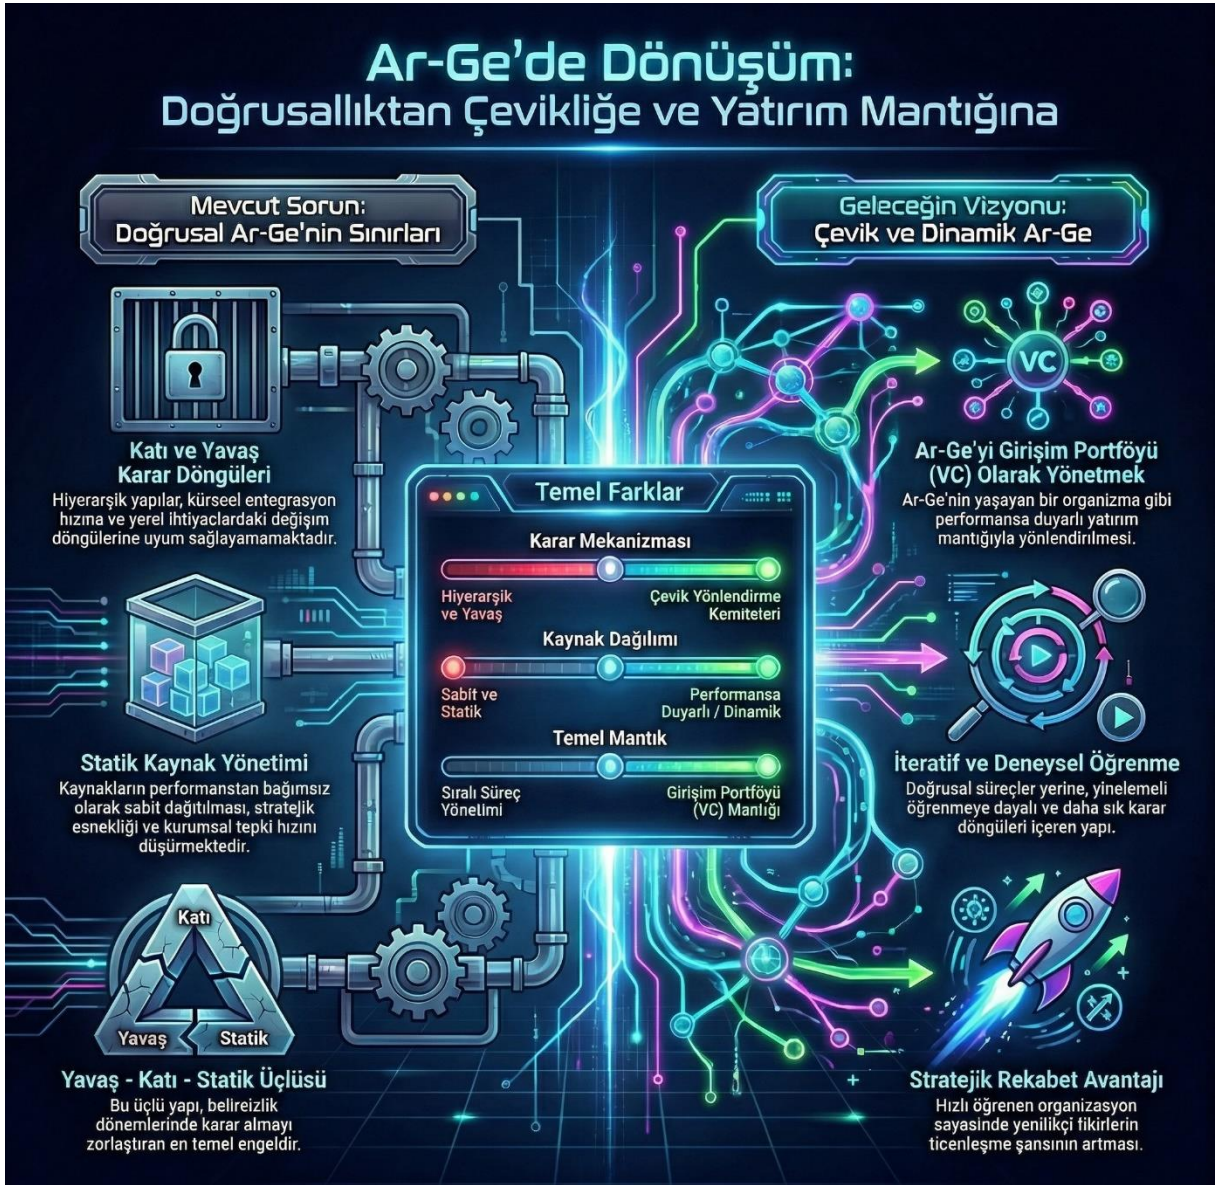 Ar-Ge'de Dönüşüm:
Doğrusallıktan Çevikliğe ve Yatırım Mantığına
Mevcut Sorun:
Doğrusal Ar-Ge'nin Sınırları
Katı ve Yavaş
Karar Döngüleri
Hiyerarşik yapılar, kürseel entegrasyon
hızına ve yerel ihtiyaclardaki değişim
döngülerine uyum sağlayamamaktadır.
Statik Kaynak Yönetimi
Kaynakların performanstan bağımsız
olarak sabit dağıtılması, stratejik
esnekliği ve kurumsal tepki hızını
düşürmektedir.
Katı
Yavaş
Statik
Yavaş - Katı - Statik Üçlüsü
Bu üçlü yapı, belireizlik
dönemlerinde karar almayı
zorlaştıran en temel engeldir.
Temel Farklar
Karar Mekanizması
Hiyerarşik
ve Yavaş
Çevik Yönlendirme
Kemiteteri
Kaynak Dağılımı
Sabit ve
Statik
Performansa
Duyarlı / Dinamik
Temel Mantık
Sıralı Süreç
Yönetimi
Girişim Portföyü
(VC) Mantığı
Geleceğin Vizyonu:
Çevik ve Dinamik Ar-Ge
VC
Ar-Ge'yi Girişim Portföyü
(VC) Olarak Yönetmek
Ar-Ge'nin yaşayan bir organizma gibi
performansa duyarlı yatırım
mantığıyla yönlendirilmesi.
İteratif ve Deneysel Öğrenme
Doğrusal süreçler yerine, yinelemeli
öğrenmeye dayalı ve daha sık karar
döngüleri içeren yapı.
Stratejik Rekabet Avantajı
Hızlı öğrenen organizasyon
sayasinde yenilikçi fikirlerin
ticenleşme şansının artması.